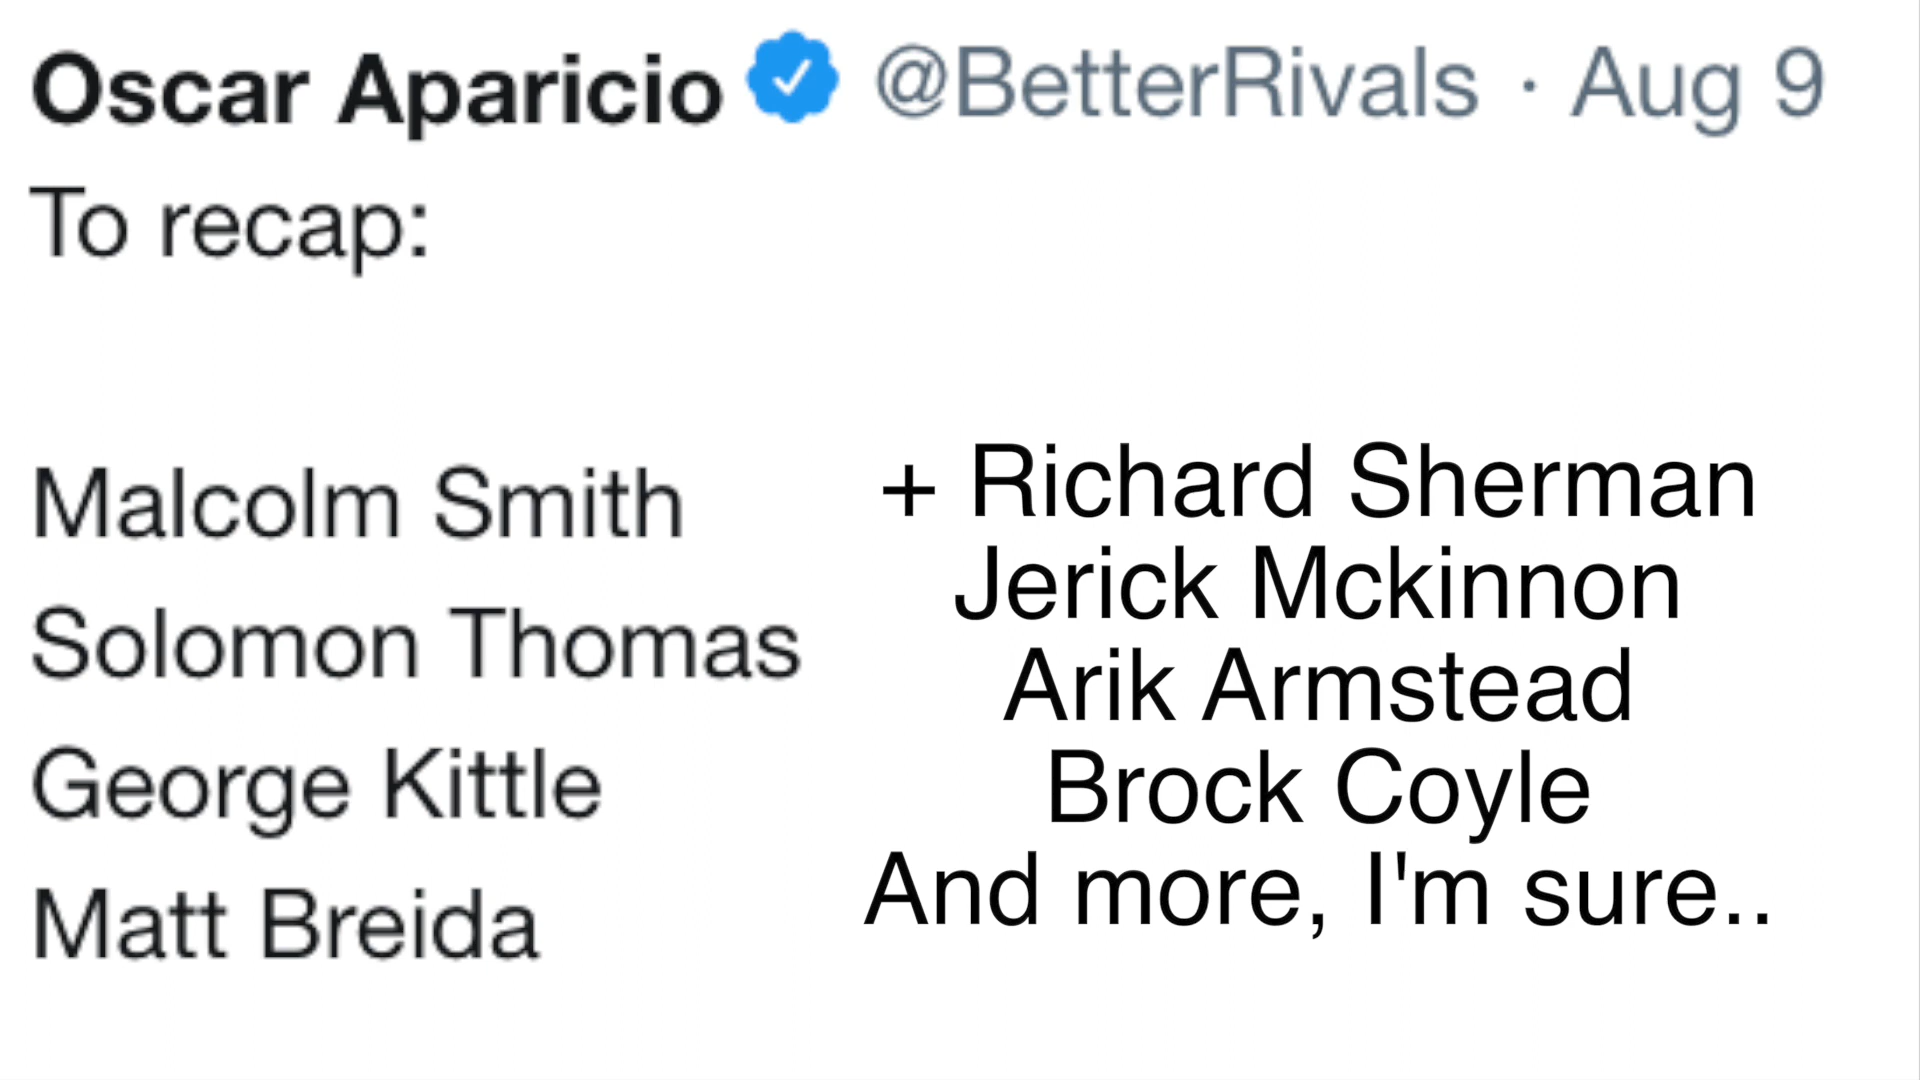 Oscar Aparicio @BetterRivals · Aug 9
To recap:
Malcolm Smith
Solomon Thomas
George Kittle
Matt Breida
+ Richard Sherman
Jerick Mckinnon
Arik Armstead
Brock Coyle
And more, I'm sure..